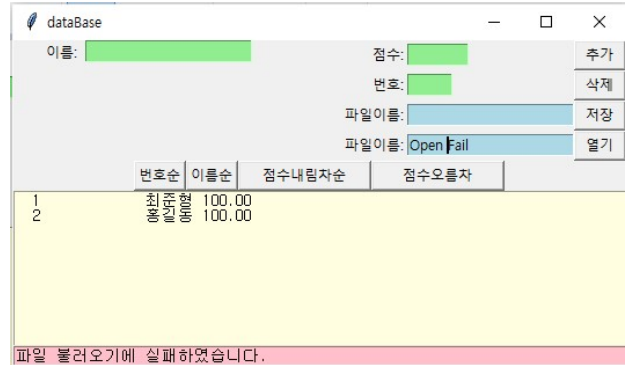 dataBase
이름: 점수: 추가
번호: 삭제
파일이름: 저장
파일이름: Open Fail 열기
번호순 이름순 점수내림차순 점수오름차
1 최준형 100.00
2 홍길동 100.00
파일 불러오기에 실패하였습니다.